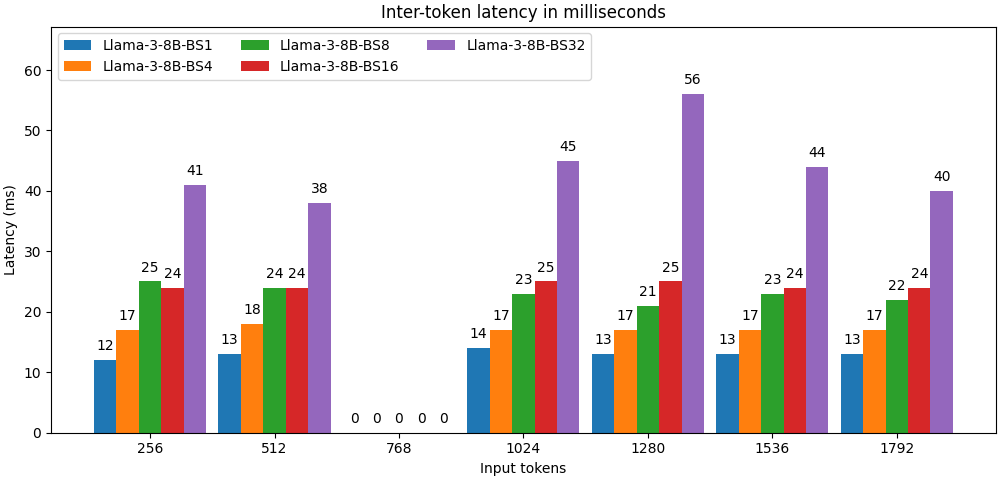 Inter-token latency in milliseconds
Llama-3-8B-BS1
Llama-3-8B-BS4
Llama-3-8B-BS8
Llama-3-8B-BS16
Llama-3-8B-BS32
Latency (ms)
60
50
40
30
20
10
0
12 17 25 24 41
13 18 24 24 38
0 0 0 0 0
14 17 23 25 45
13 17 21 25 56
13 17 23 24 44
13 17 22 24 40
256 512 768 1024 1280 1536 1792
Input tokens